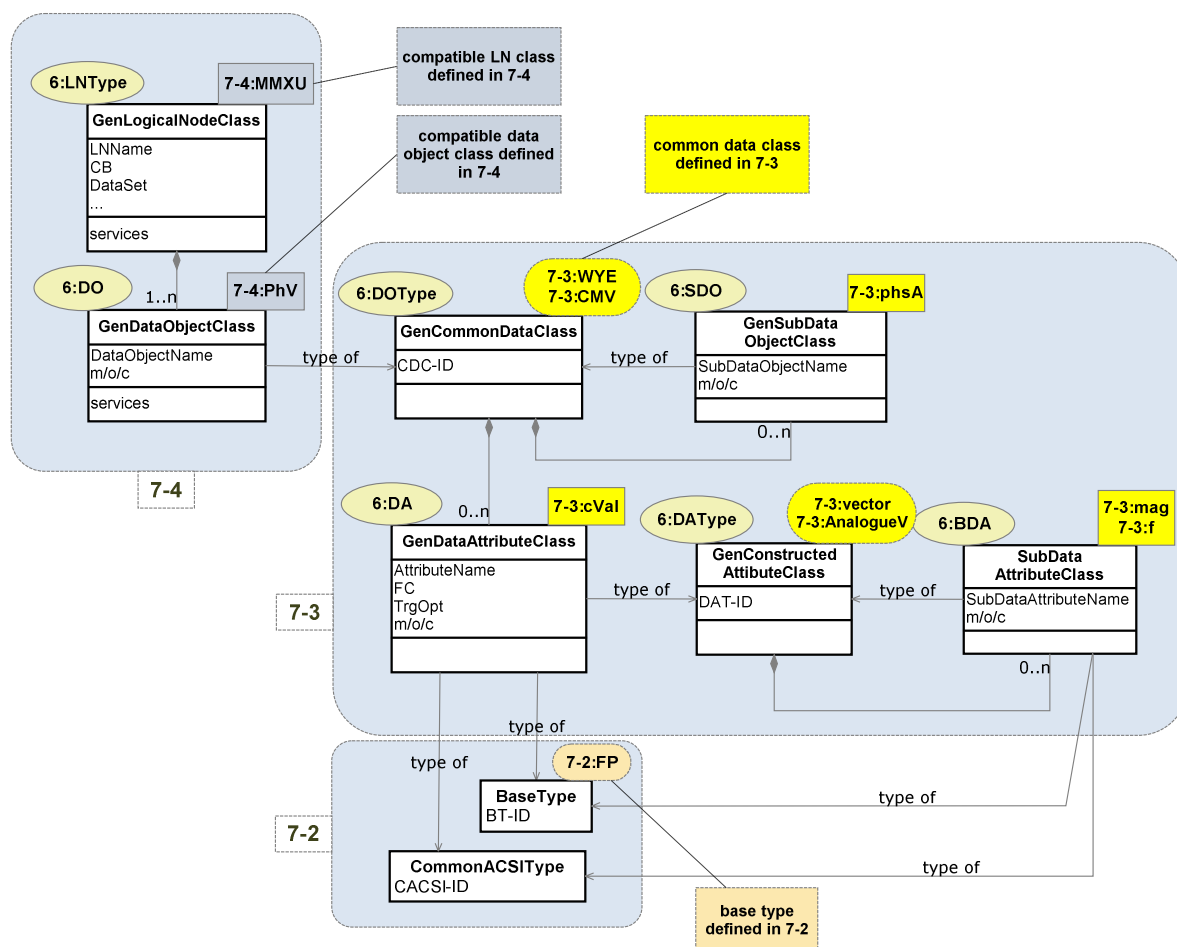 6:LNType
7-4:MMXU
GenLogicalNodeClass
LNName
CB
DataSet
...
services
compatible LN class
defined in 7-4
compatible data
object class defined
in 7-4
common data class
defined in 7-3
1..n
6:DO
7-4:PhV
GenDataObjectClass
DataObjectName
m/o/c
services
7-4
type of
6:DOType
7-3:WYE
7-3:CMV
GenCommonDataClass
CDC-ID
type of
6:SDO
7-3:phsA
GenSubData
ObjectClass
SubDataObjectName
m/o/c
0..n
0..n
7-3
6:DA
7-3:cVal
GenDataAttributeClass
AttributeName
FC
TrgOpt
m/o/c
type of
6:DAType
7-3:vector
7-3:AnalogueV
GenConstructed
AttibuteClass
DAT-ID
type of
6:BDA
7-3:mag
7-3:f
SubData
AttributeClass
SubDataAttributeName
m/o/c
0..n
type of
type of
7-2
7-2:FP
BaseType
BT-ID
type of
CommonACSIType
CACSI-ID
type of
base type
defined in 7-2